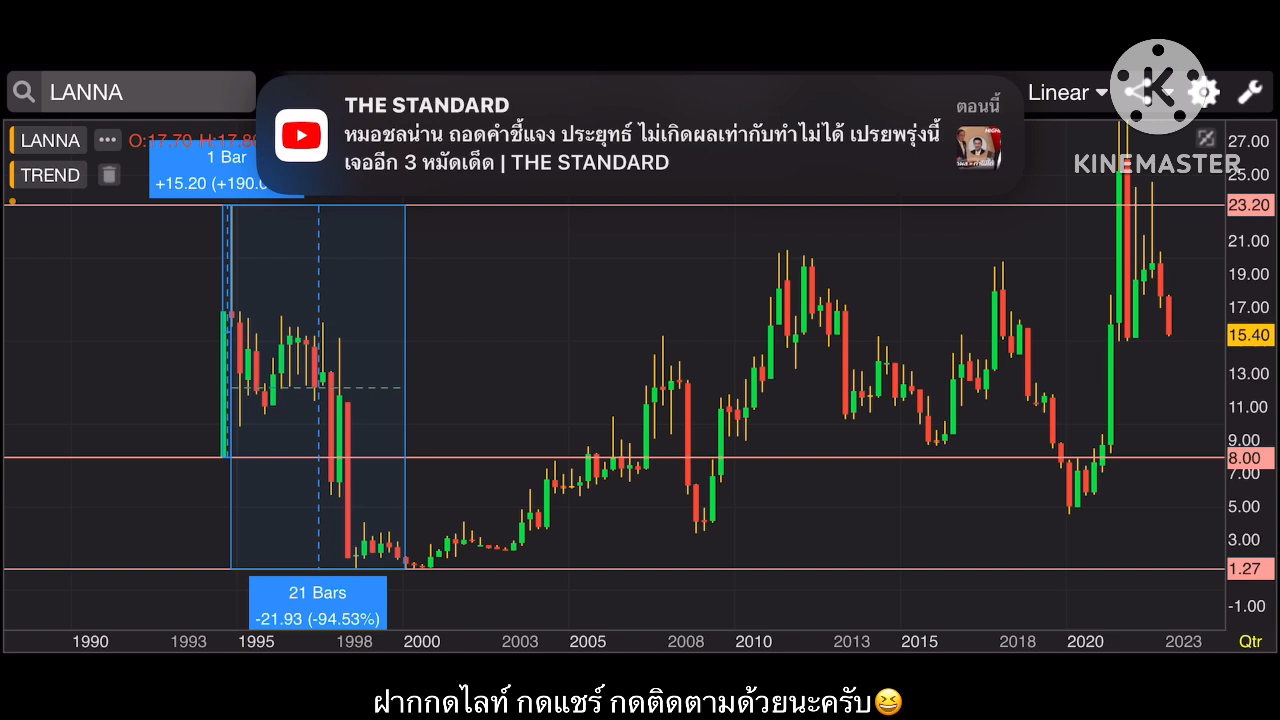 LANNA
THE STANDARD
ตอนนี้
หมอชลน่าน ถอดคำชี้แจง ประยุทธ์ ไม่เกิดผลเท่ากับทำไม่ได้ เปรยพรุ่งนี้
เจออีก 3 หมัดเด็ด | THE STANDARD
Linear
KINEMASTER
LANNA
O:17.70 H:17.80
1 Bar
+15.20 (+190.0
TREND
27.00
25.00
23.20
21.00
19.00
17.00
15.40
13.00
11.00
9.00
8.00
7.00
5.00
3.00
1.27
-1.00
21 Bars
-21.93 (-94.53%)
1990 1993 1995 1998 2000 2003 2005 2008 2010 2013 2015 2018 2020 2023 Qtr
ฝากกดไลท์ กดแชร์ กดติดตามด้วยนะครับ😆